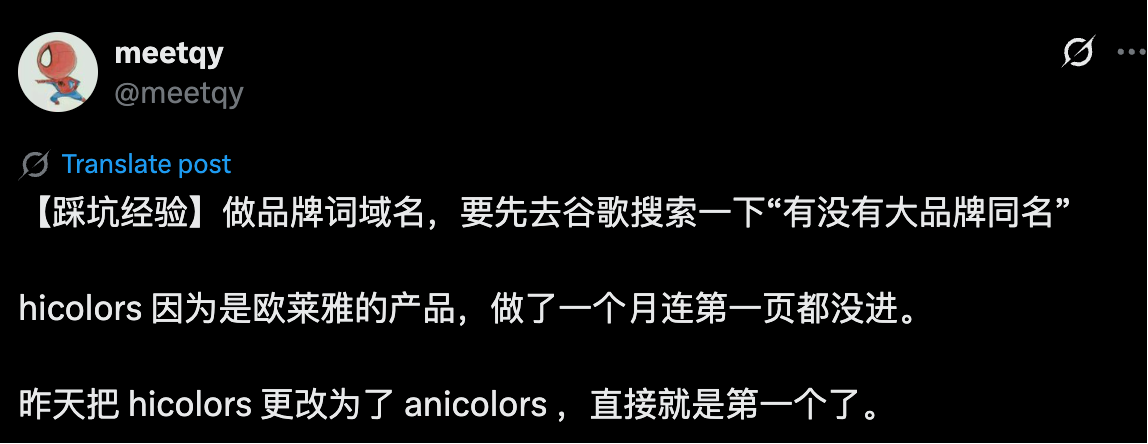 meetqy
@meetqy
Translate post
【踩坑经验】做品牌词域名，要先去谷歌搜索一下“有没有大品牌同名”
hicolors 因为是欧莱雅的产品，做了一个月连第一页都没进。
昨天把 hicolors 更改为了 anicolors ，直接就是第一个了。